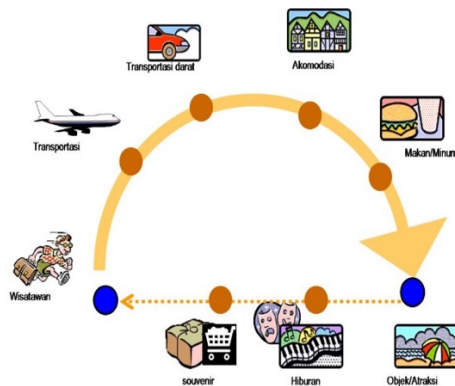 Transportasi darat
Akomodasi
Transportasi
Makan/Minum
Wisatawan
souvenir
Hiburan
Objek/Atraksi